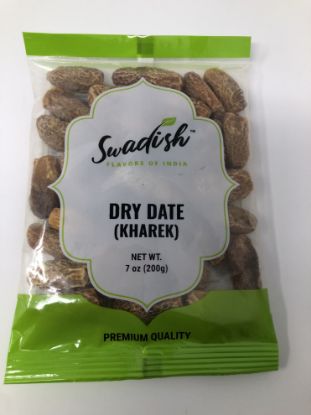 Swadish™
FLAVORS OF INDIA
DRY DATE
(KHAREK)
NET WT.
7 oz (200g)
PREMIUM QUALITY